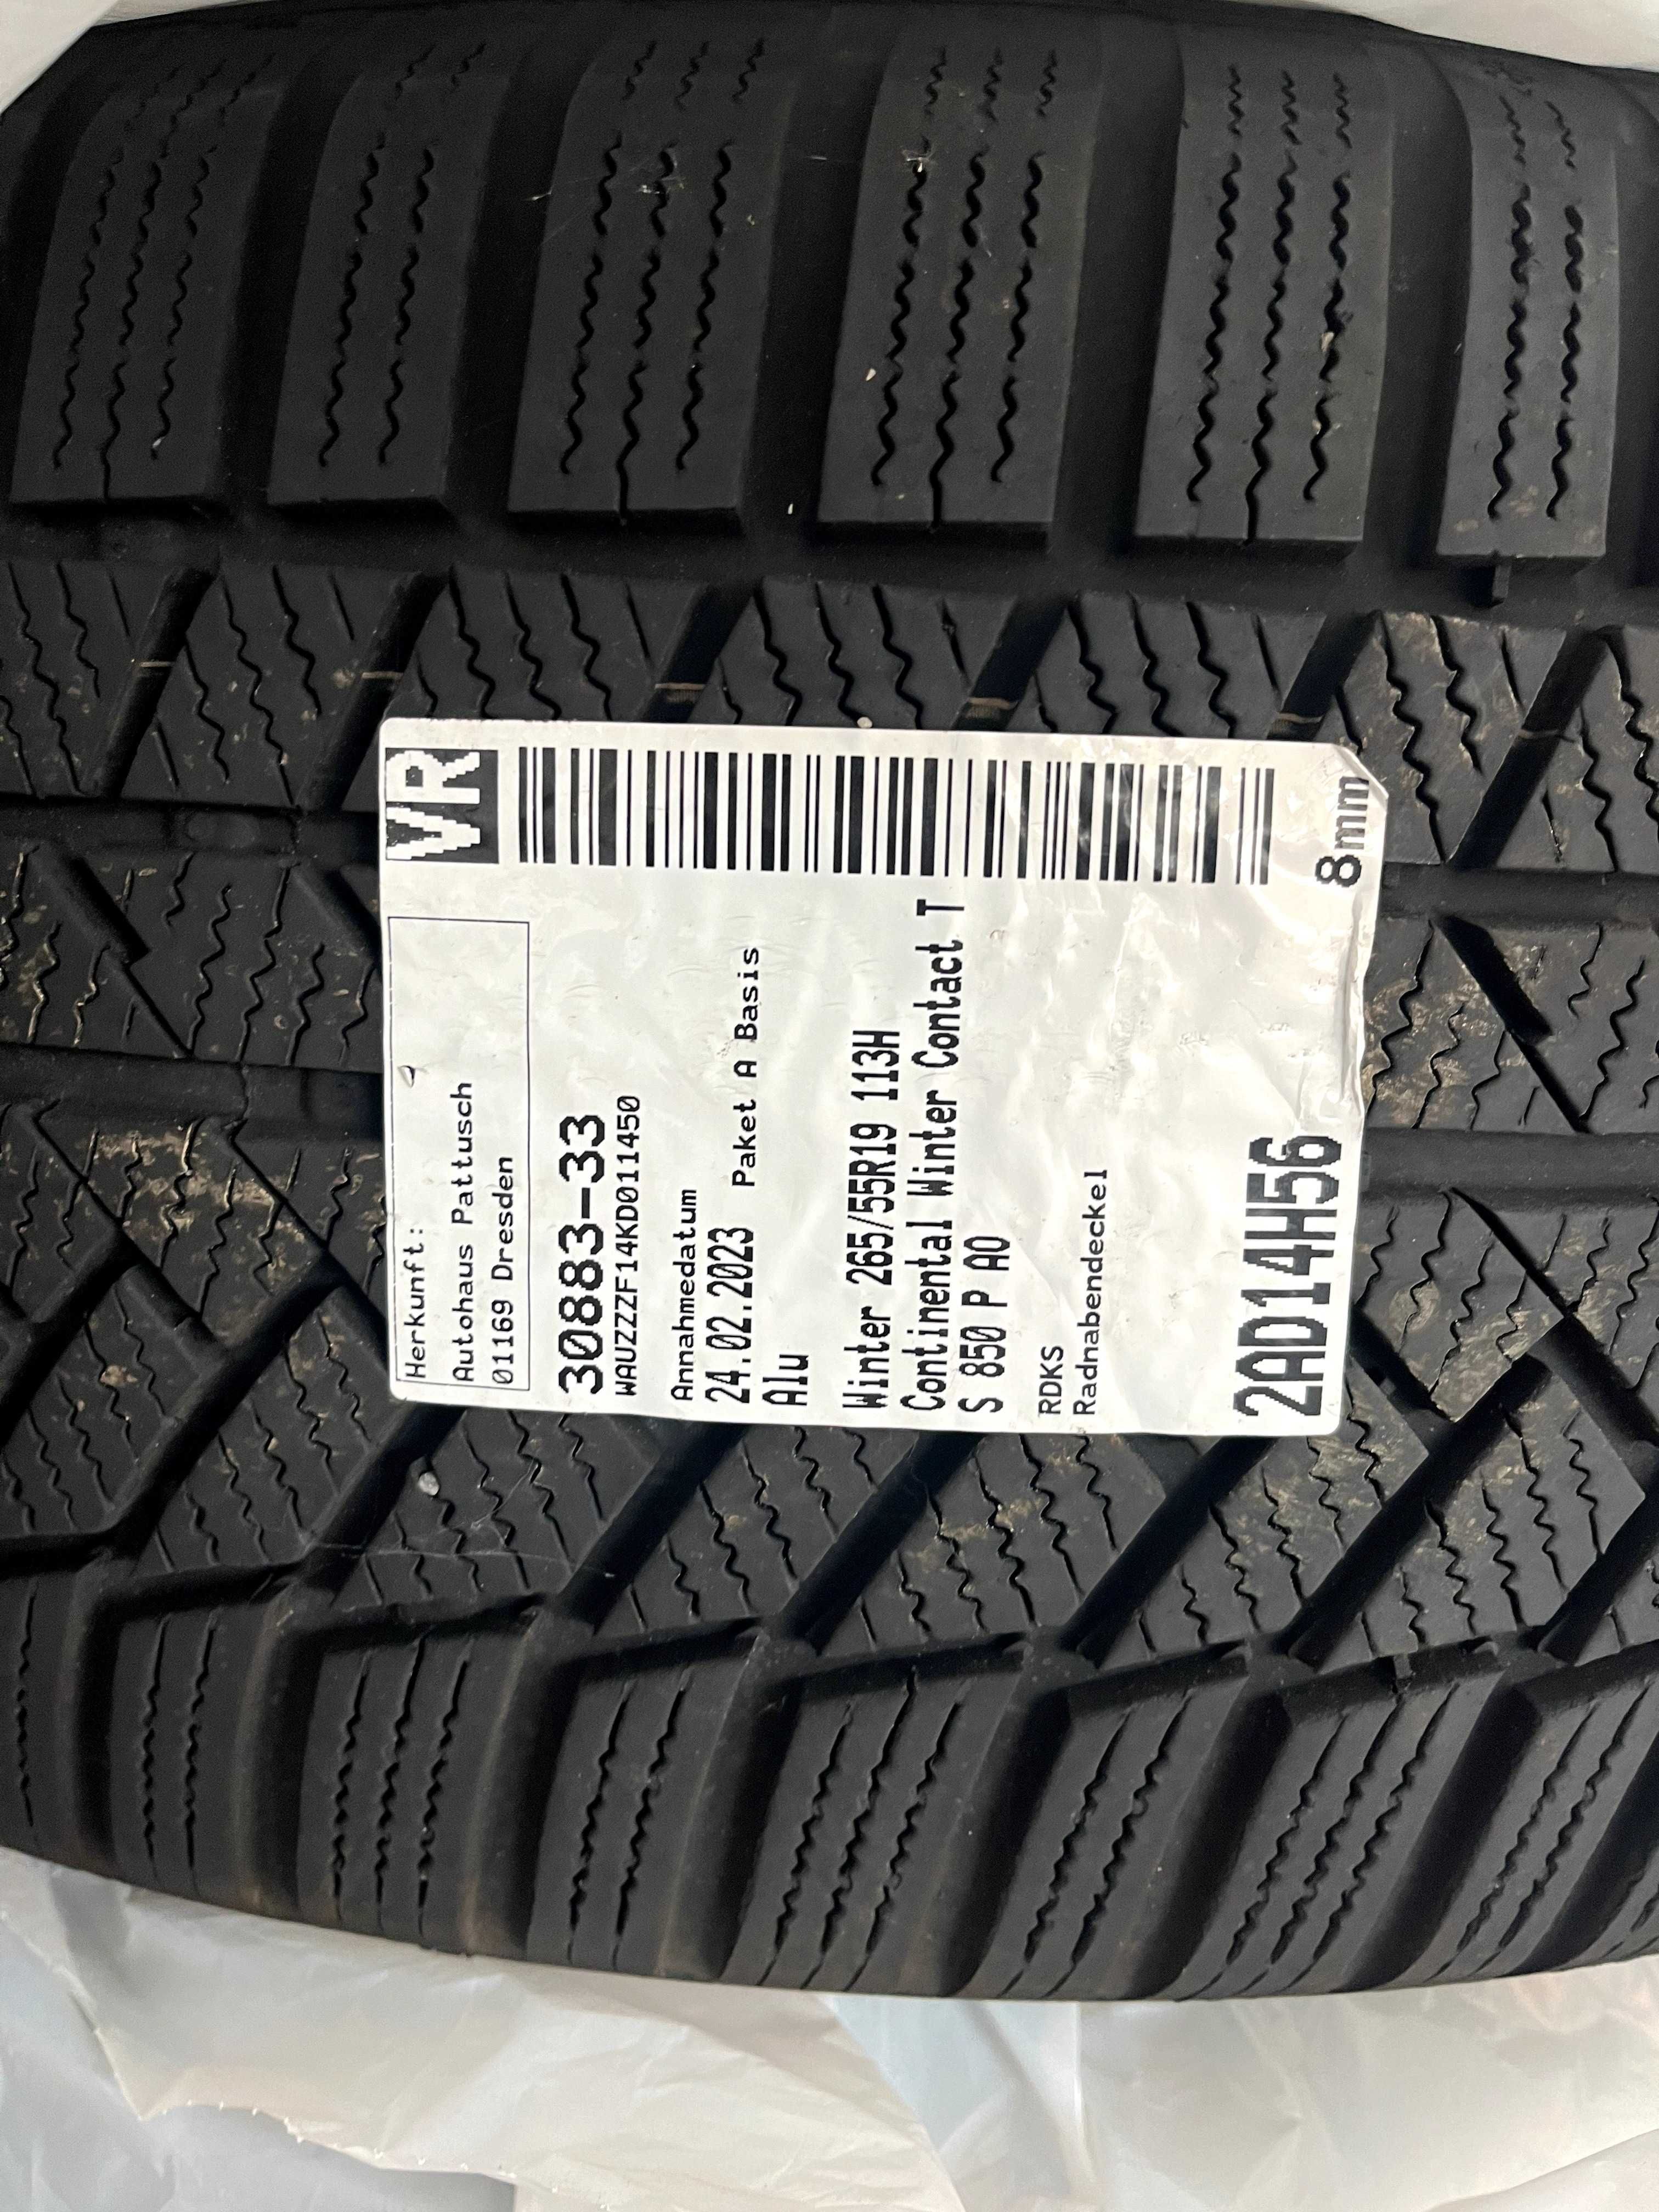 Herkunft:
Autohaus Pattusch
01169 Dresden
VR
30883-33
WAUZZZF14KD011450
Annahmedatum
24.02.2023 Paket A Basis
Alu
Winter 265/55R19 113H
Continental Winter Contact T
S 850 P AO
RDKS
Radnabendeckel
2AD14H56
8mm